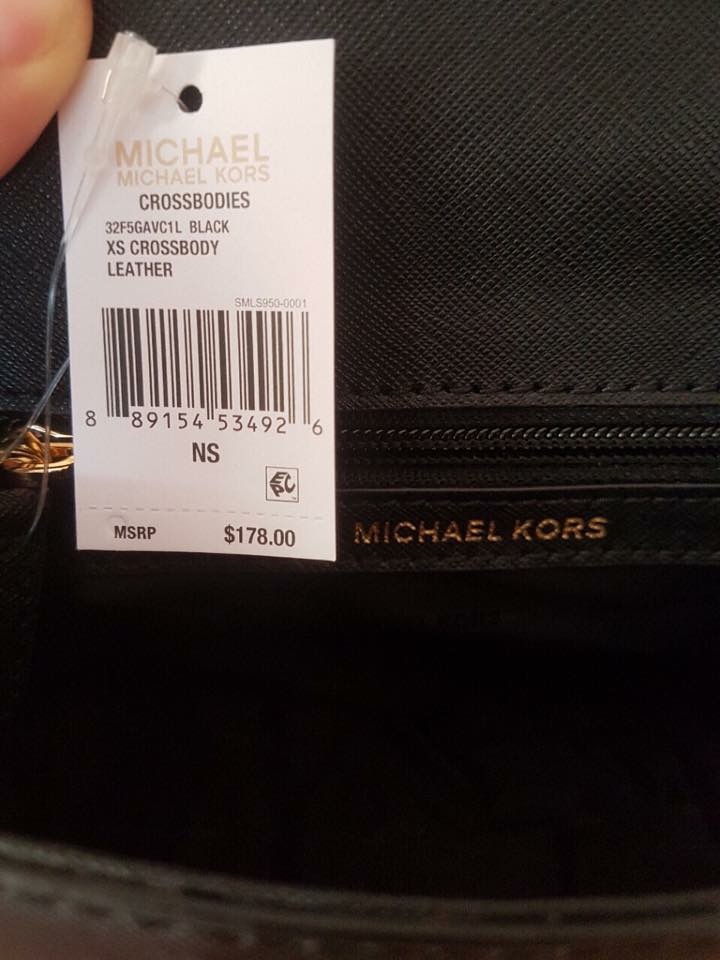 MICHAEL
MICHAEL KORS
CROSSBODIES
32F5GAVC1L BLACK
XS CROSSBODY
LEATHER
SMLS950-0001
8 89154 53492 6
NS
EPC
MSRP $178.00
MICHAEL KORS